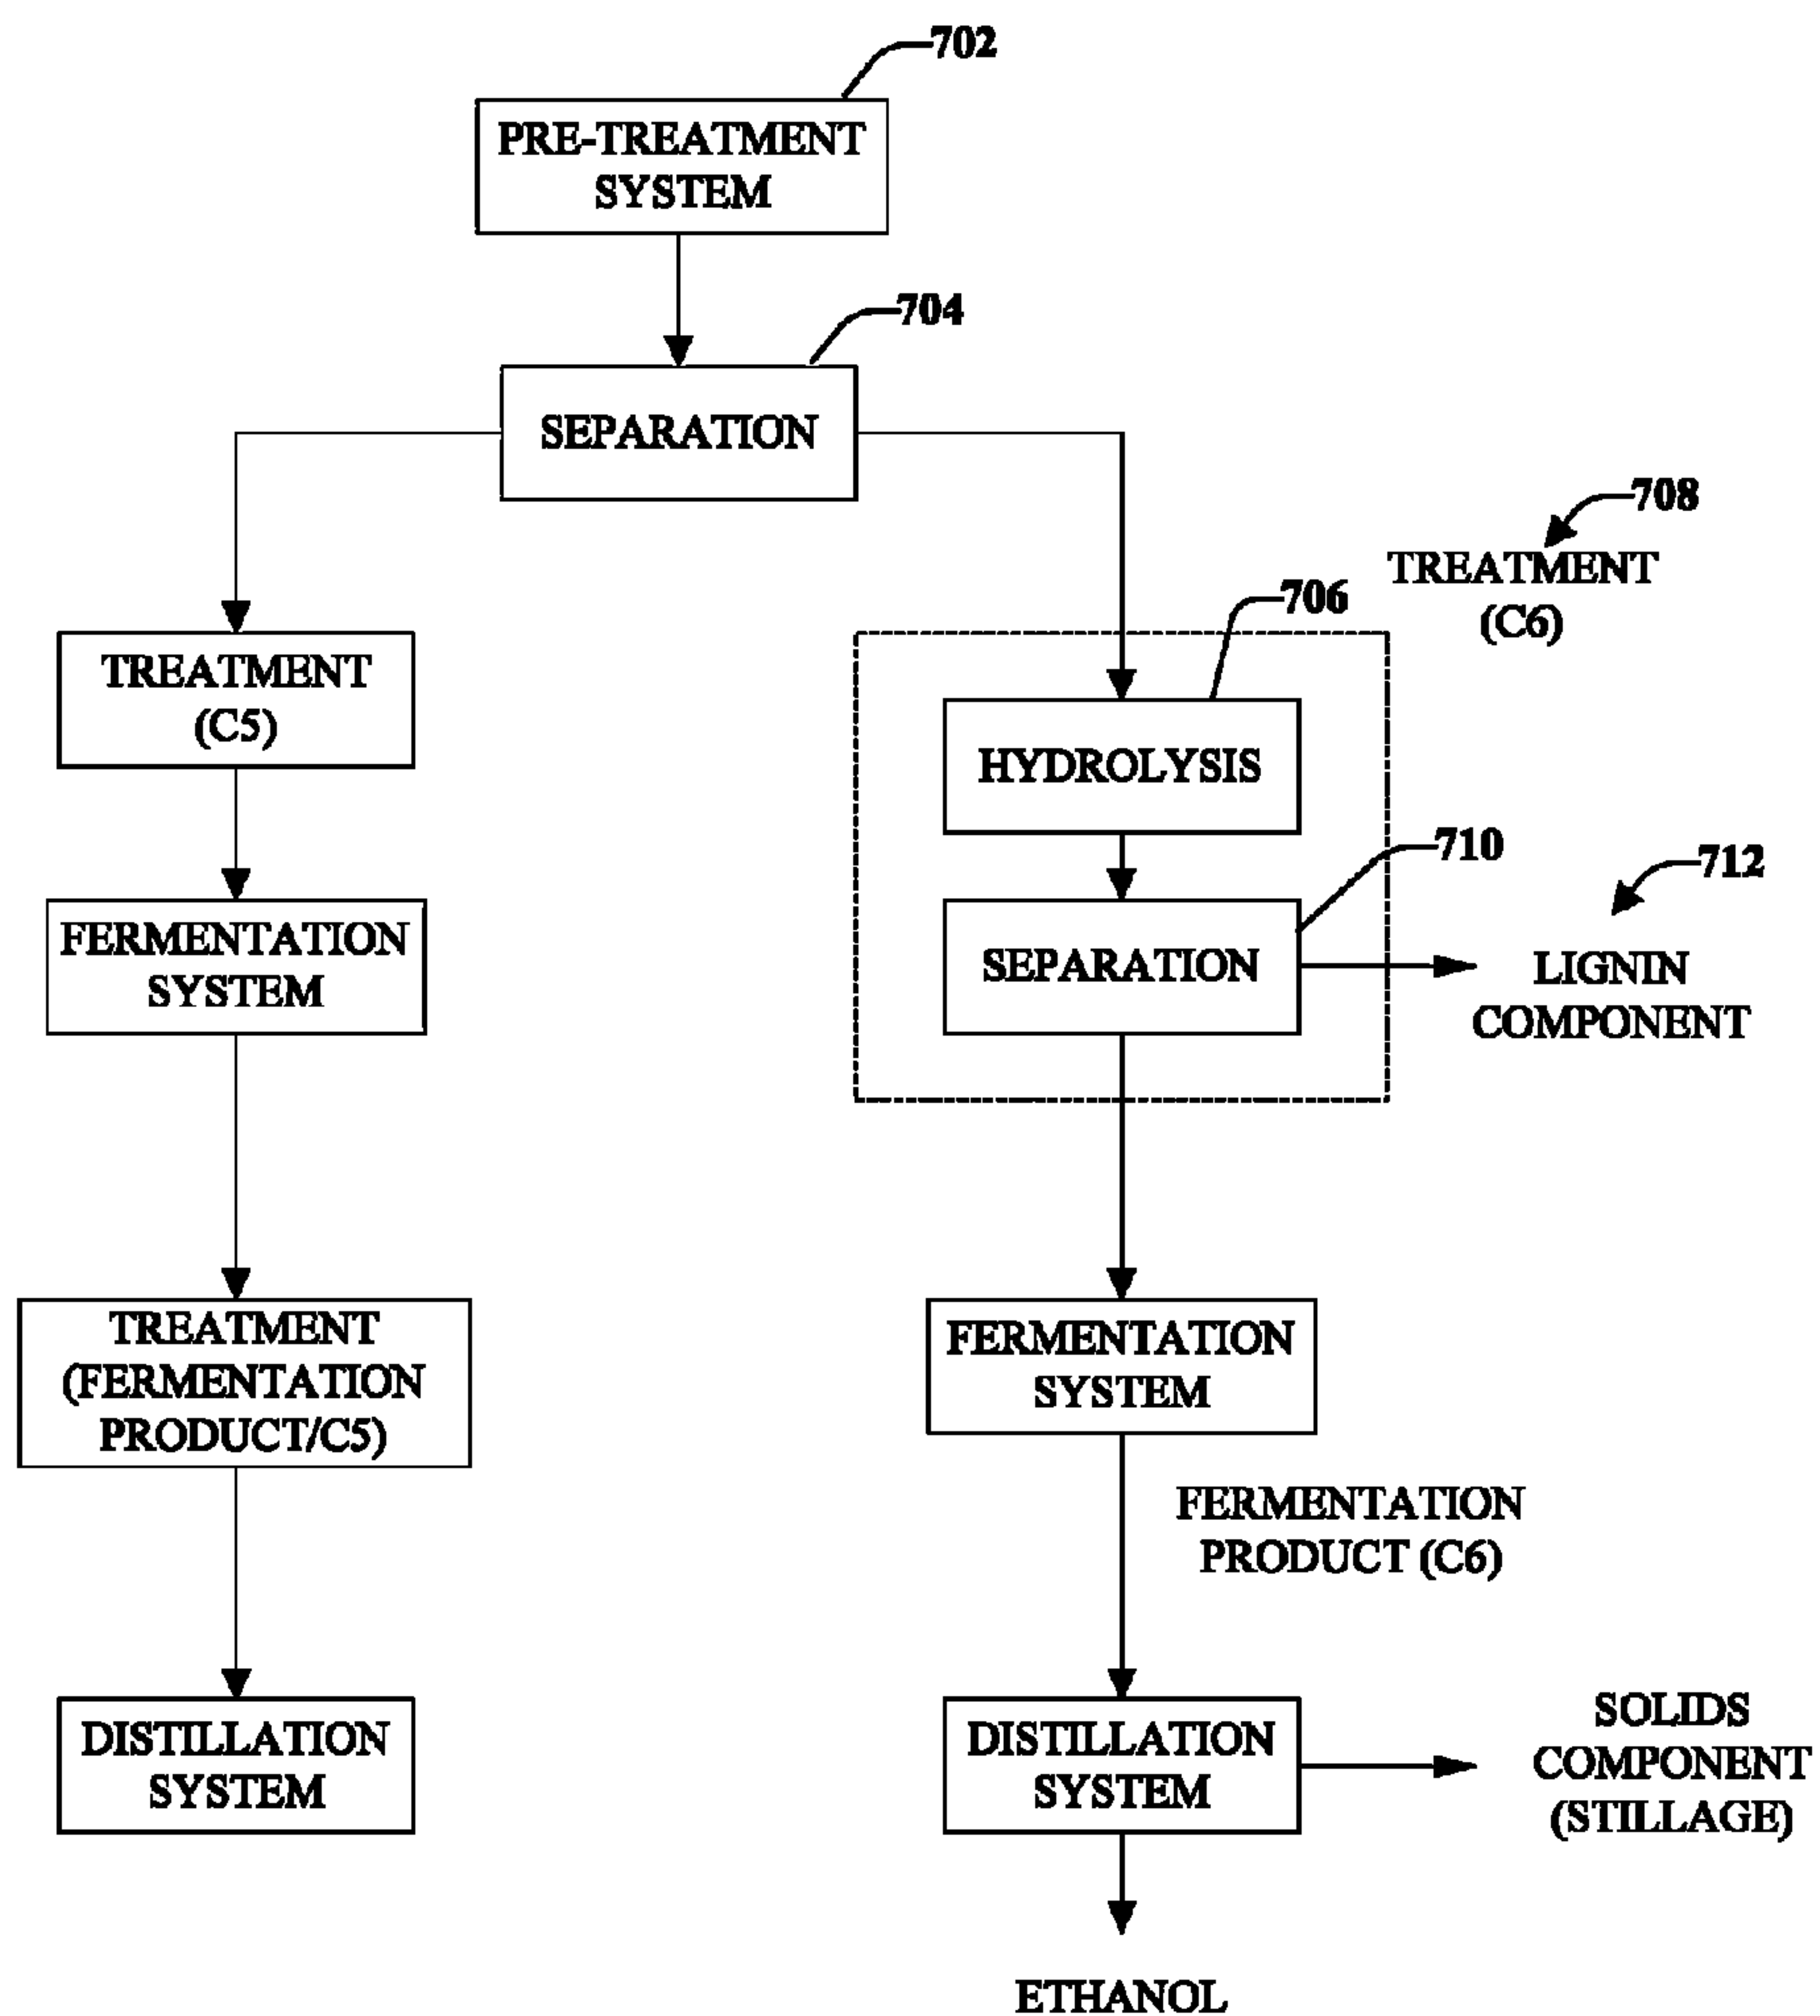 702
PRE-TREATMENT
SYSTEM
704
SEPARATION
708
TREATMENT
(C6)
706
TREATMENT
(C5)
HYDROLYSIS
710
712
FERMENTATION
SYSTEM
SEPARATION
LIGNIN
COMPONENT
TREATMENT
(FERMENTATION
PRODUCT/C5)
FERMENTATION
SYSTEM
FERMENTATION
PRODUCT (C6)
DISTILLATION
SYSTEM
DISTILLATION
SYSTEM
SOLIDS
COMPONENT
(STILLAGE)
ETHANOL